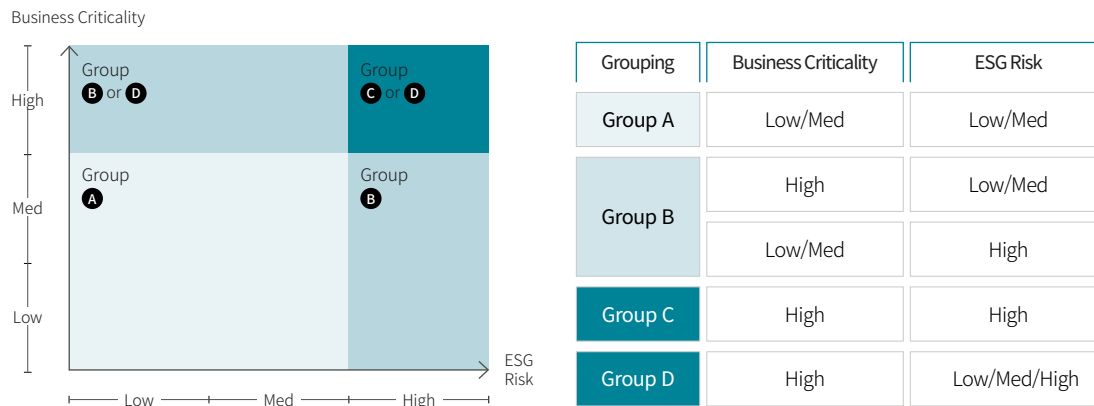 Business Criticality
High
Med
Low
Group
B or D
Group
C or D
Group
A
Group
B
ESG
Risk
Low
Med
High
Grouping Business Criticality ESG Risk
Group A Low/Med Low/Med
Group B High Low/Med
Low/Med High
Group C High High
Group D High Low/Med/High